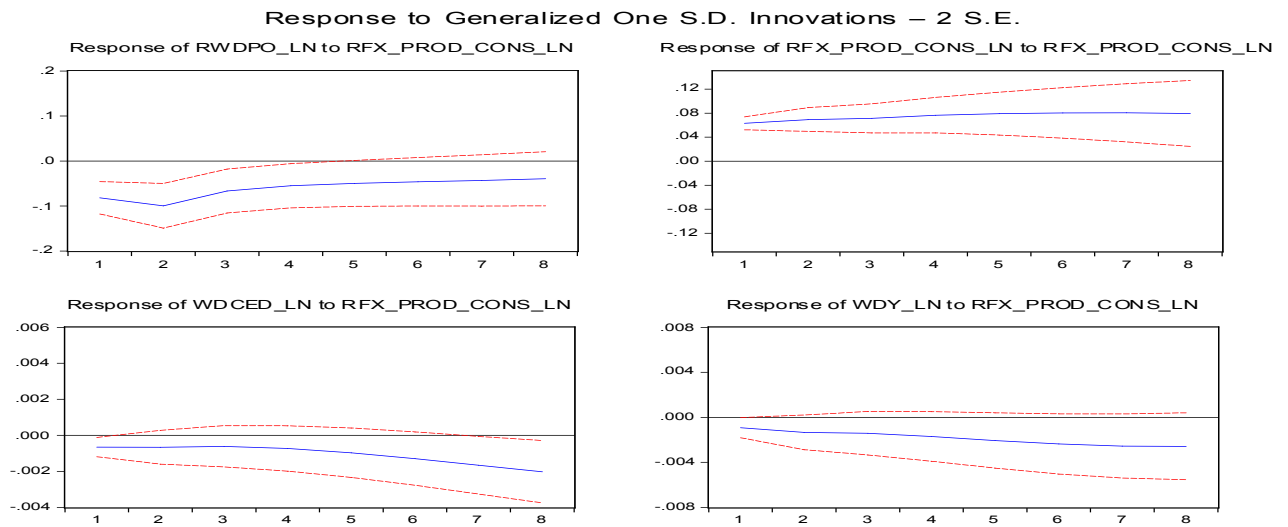 Response to Generalized One S.D. Innovations – 2 S.E.
Response of RWDPO_LN to RFX_PROD_CONS_LN
.2
.1
.0
-.1
-.2
1 2 3 4 5 6 7 8
Response of RFX_PROD_CONS_LN to RFX_PROD_CONS_LN
.12
.08
.04
.00
-.04
-.08
-.12
1 2 3 4 5 6 7 8
Response of WDCED_LN to RFX_PROD_CONS_LN
.006
.004
.002
.000
-.002
-.004
1 2 3 4 5 6 7 8
Response of WDY_LN to RFX_PROD_CONS_LN
.008
.004
.000
-.004
-.008
1 2 3 4 5 6 7 8